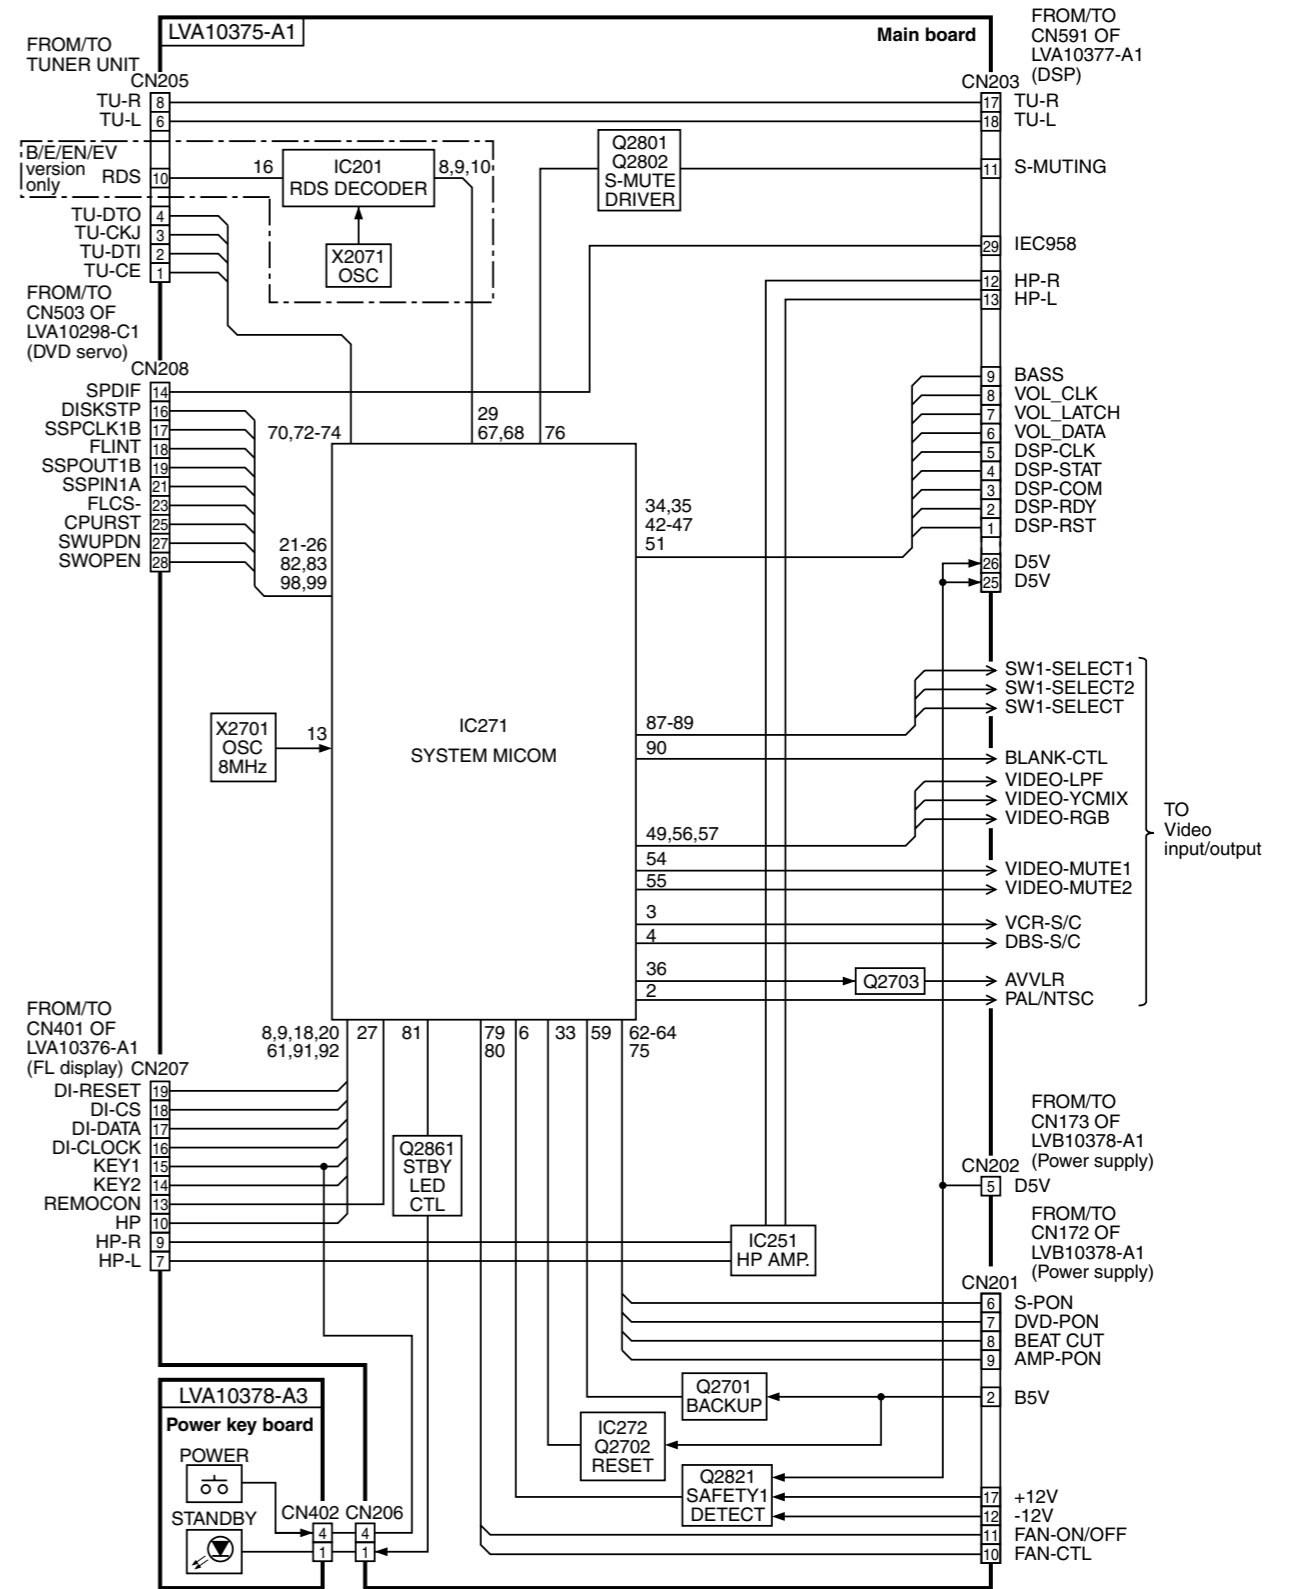 LVA10375-A1
Main board
FROM/TO
TUNER UNIT
CN205
TU-R 8
TU-L 6
B/E/EN/EV
version
only
RDS 10
16
IC201
RDS DECODER
8,9,10
X2071
OSC
TU-DTO 4
TU-CKJ 3
TU-DTI 2
TU-CE 1
FROM/TO
CN503 OF
LVA10298-C1
(DVD servo)
CN208
SPDIF 14
DISKSTP 16
SSPCLK1B 17
FLINT 18
SSPOUT1B 19
SSPIN1A 21
FLCS- 23
CPURST 25
SWUPDN 27
SWOPEN 28
FROM/TO
CN591 OF
LVA10377-A1
(DSP)
CN203
17 TU-R
18 TU-L
Q2801
Q2802
S-MUTE
DRIVER
11 S-MUTING
29 IEC958
12 HP-R
13 HP-L
9 BASS
8 VOL_CLK
7 VOL_LATCH
6 VOL_DATA
5 DSP-CLK
4 DSP-STAT
3 DSP-COM
2 DSP-RDY
1 DSP-RST
26 D5V
25 D5V
70,72-74
29
67,68
76
21-26
82,83
98,99
34,35
42-47
51
X2701
OSC
8MHz
13
IC271
SYSTEM MICOM
87-89
90
49,56,57
54
55
3
4
36
2
Q2703
SW1-SELECT1
SW1-SELECT2
SW1-SELECT
BLANK-CTL
VIDEO-LPF
VIDEO-YCMIX
VIDEO-RGB
VIDEO-MUTE1
VIDEO-MUTE2
VCR-S/C
DBS-S/C
AVVLR
PAL/NTSC
TO
Video
input/output
8,9,18,20
61,91,92
27
81
79
80
6
33
59
62-64
75
FROM/TO
CN401 OF
LVA10376-A1
(FL display)
CN207
DI-RESET 19
DI-CS 18
DI-DATA 17
DI-CLOCK 16
KEY1 15
KEY2 14
REMOCON 13
HP 10
HP-R 9
HP-L 7
Q2861
STBY
LED
CTL
IC251
HP AMP.
FROM/TO
CN173 OF
LVB10378-A1
(Power supply)
CN202
5 D5V
FROM/TO
CN172 OF
LVB10378-A1
(Power supply)
CN201
6 S-PON
7 DVD-PON
8 BEAT CUT
9 AMP-PON
2 B5V
17 +12V
12 -12V
11 FAN-ON/OFF
10 FAN-CTL
Q2701
BACKUP
IC272
Q2702
RESET
Q2821
SAFETY1
DETECT
LVA10378-A3
Power key board
POWER
STANDBY
CN402
4
1
CN206
4
1